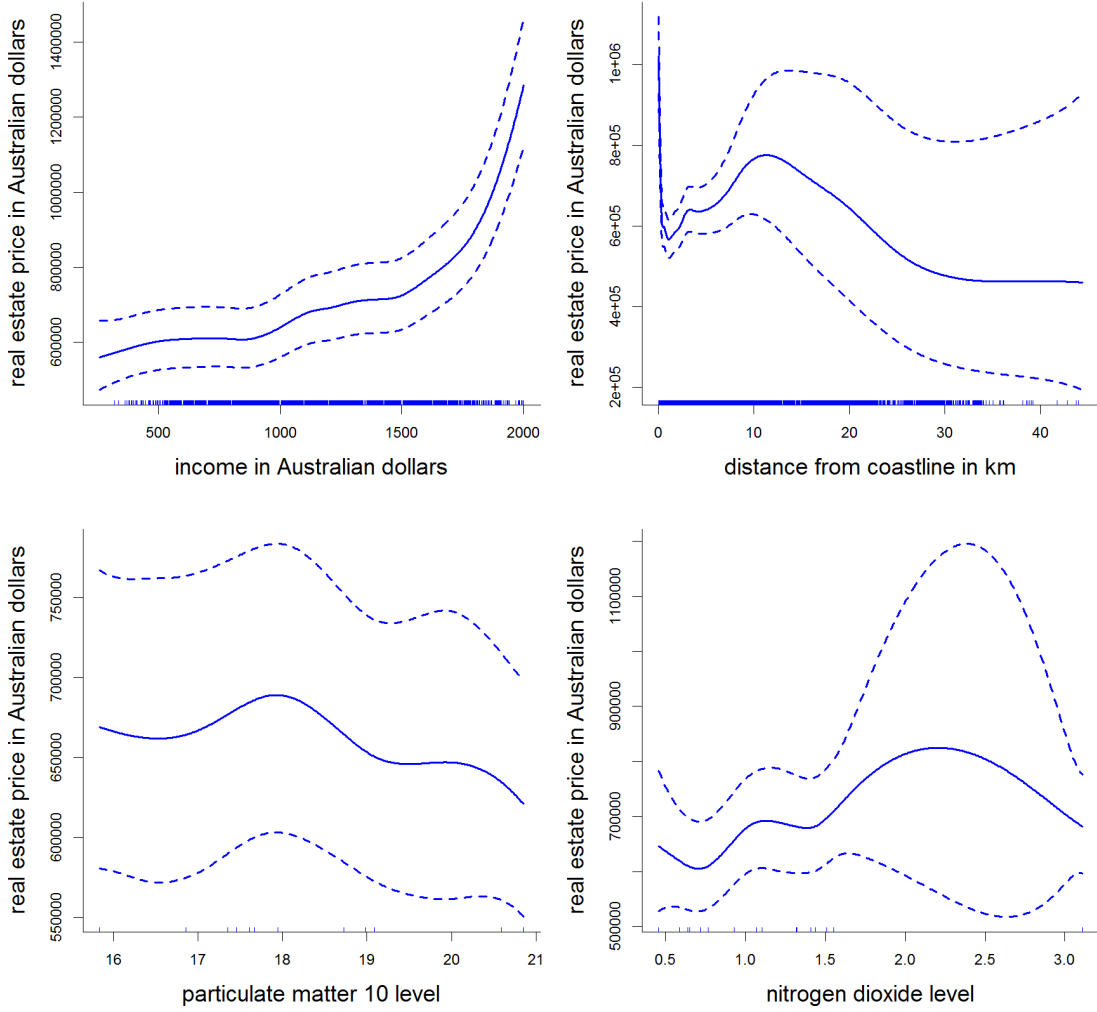 real estate price in Australian dollars
600000 800000 1000000 1200000 1400000
500 1000 1500 2000
income in Australian dollars
real estate price in Australian dollars
2e+05 4e+05 6e+05 8e+05 1e+06
0 10 20 30 40
distance from coastline in km
real estate price in Australian dollars
550000 600000 650000 700000 750000
16 17 18 19 20 21
particulate matter 10 level
real estate price in Australian dollars
500000 700000 900000 1100000
0.5 1.0 1.5 2.0 2.5 3.0
nitrogen dioxide level